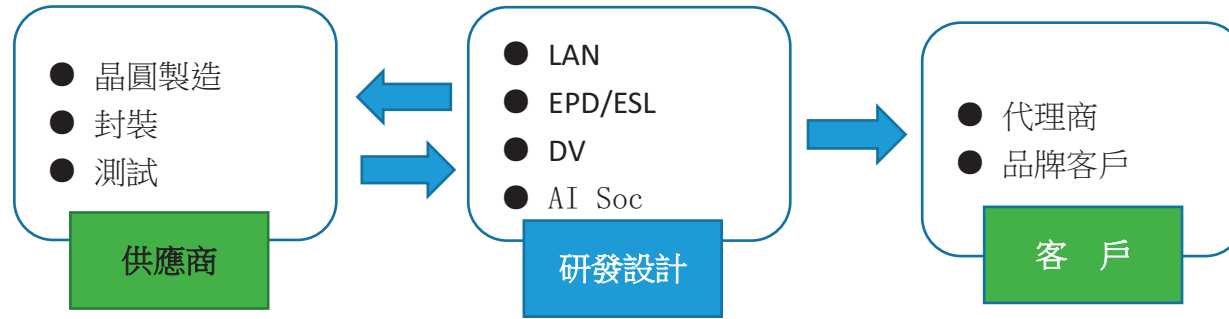 ● 晶圓製造
● 封裝
● 測試
供應商
● LAN
● EPD/ESL
● DV
● AI Soc
研發設計
● 代理商
● 品牌客戶
客 戶